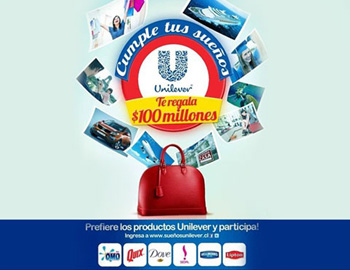 Cumple tus sueños
Unilever
Te regala
$100 millones
Prefiere los productos Unilever y participa!
Ingresa a www.sueñosunilever.cl
OMO
Quix
Dove
Lipton